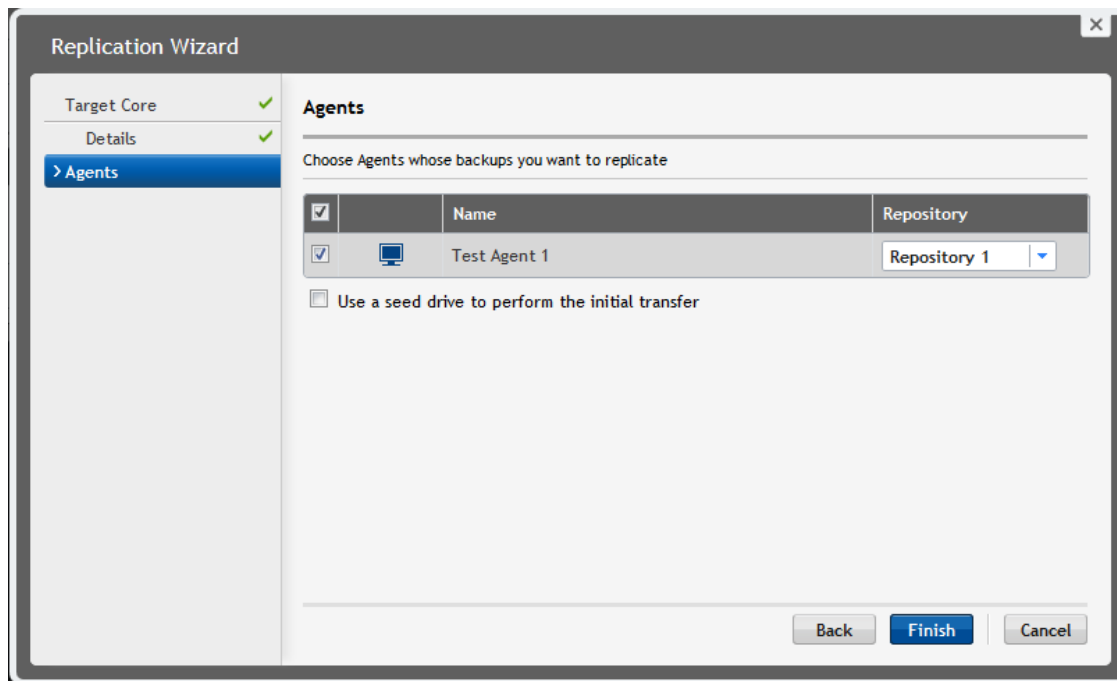 Replication Wizard
Target Core
Details
Agents
Agents
Choose Agents whose backups you want to replicate
Name Repository
Test Agent 1 Repository 1
Use a seed drive to perform the initial transfer
Back Finish Cancel